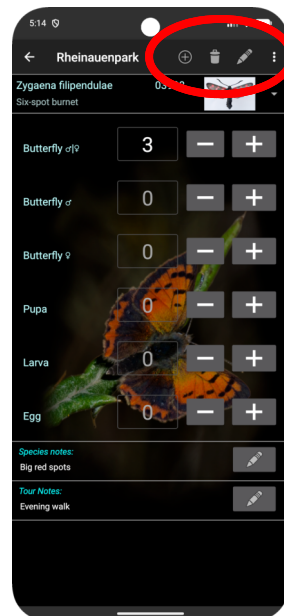 5:14
Rheinauenpark
Zygaena filipendulae
Six-spot burnet
Butterfly ♂|♀
3
Butterfly ♂
0
Butterfly ♀
0
Pupa
0
Larva
0
Egg
0
Species notes:
Big red spots
Tour Notes:
Evening walk